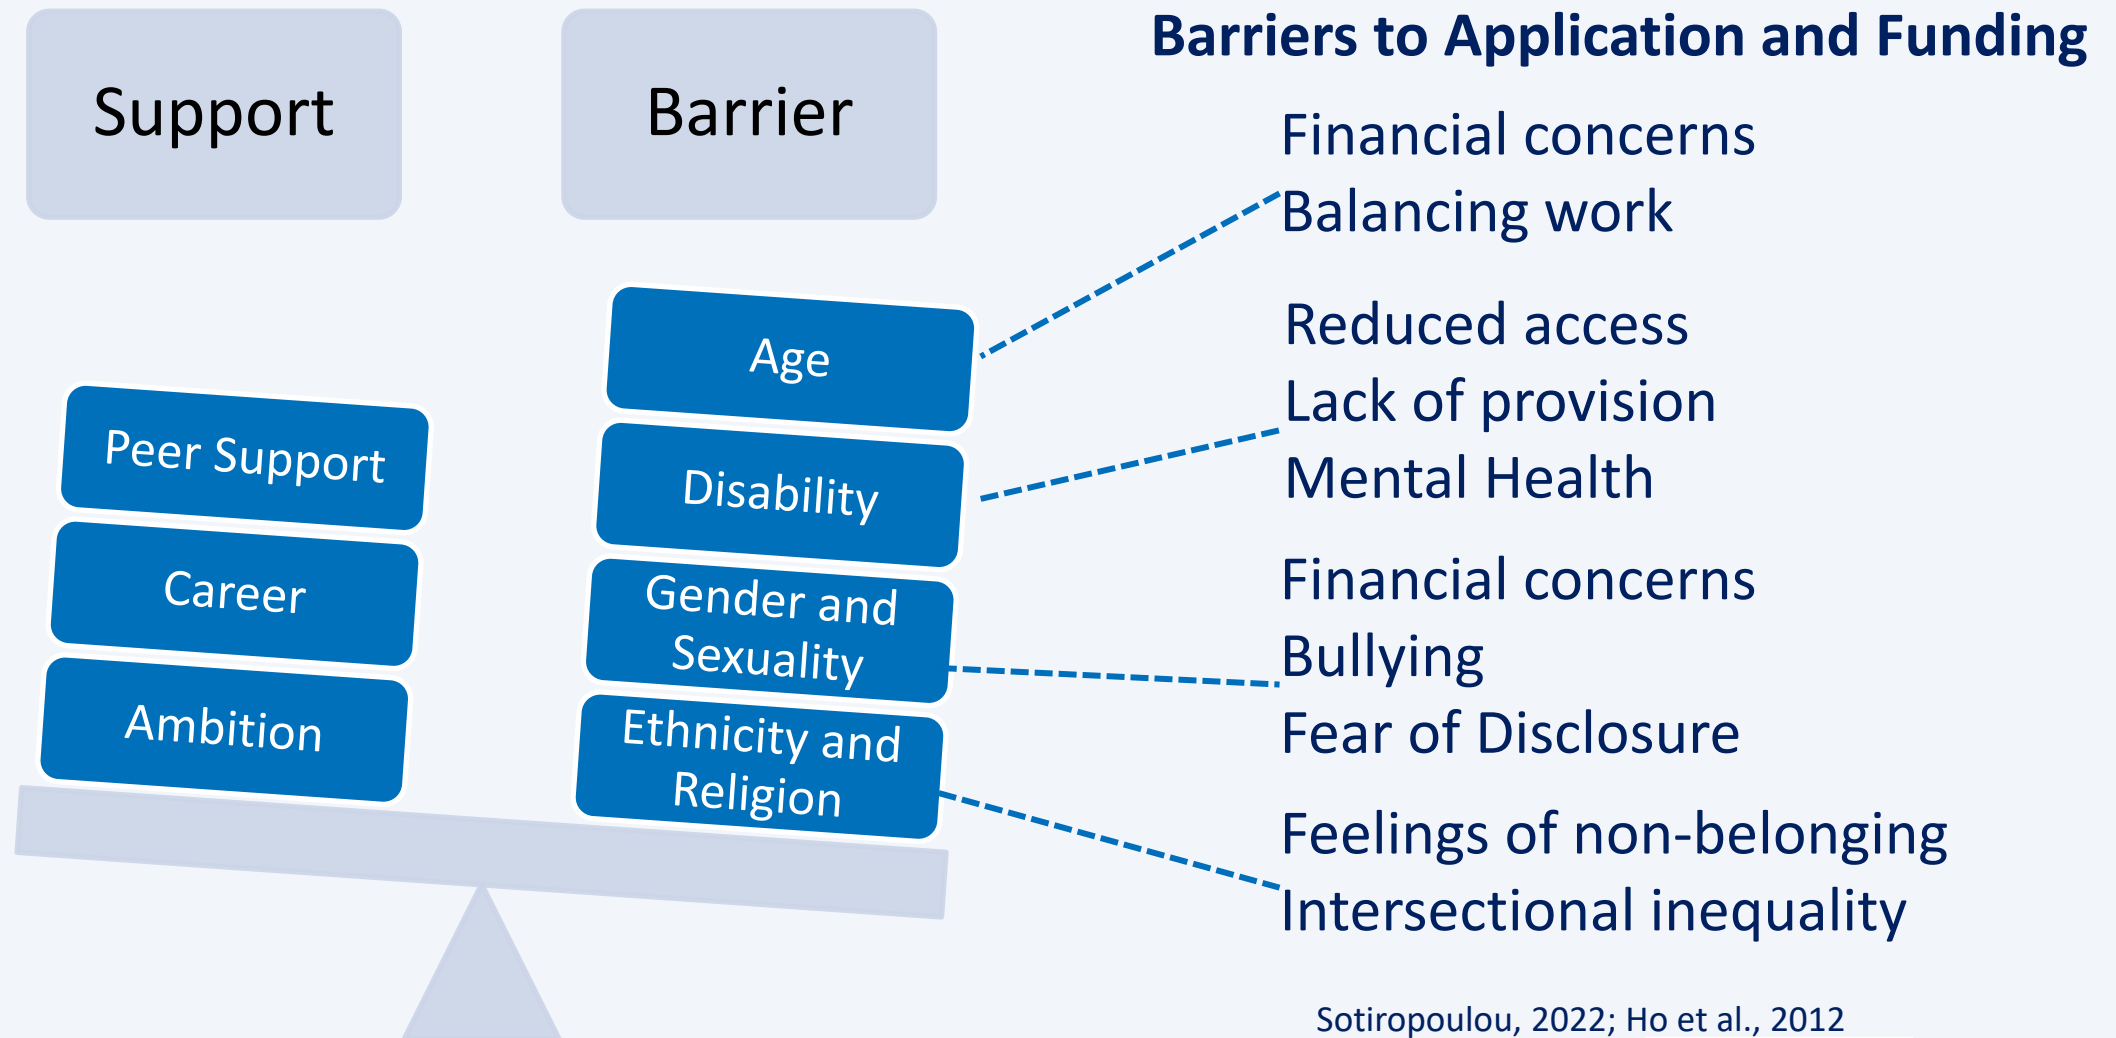 Support
Barrier
Barriers to Application and Funding
Peer Support
Career
Ambition
Age
Disability
Gender and
Sexuality
Ethnicity and
Religion
Financial concerns
Balancing work
Reduced access
Lack of provision
Mental Health
Financial concerns
Bullying
Fear of Disclosure
Feelings of non-belonging
Intersectional inequality
Sotiropoulou, 2022; Ho et al., 2012